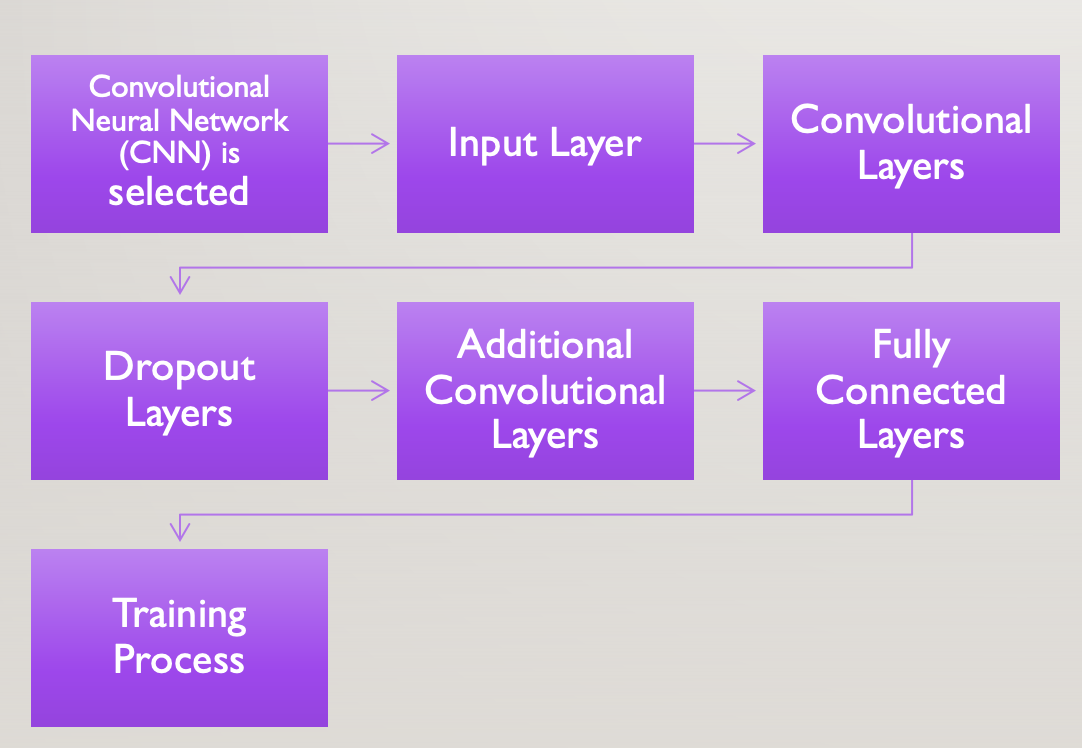 Convolutional
Neural Network
(CNN) is
selected
Input Layer
Convolutional
Layers
Dropout
Layers
Additional
Convolutional
Layers
Fully
Connected
Layers
Training
Process